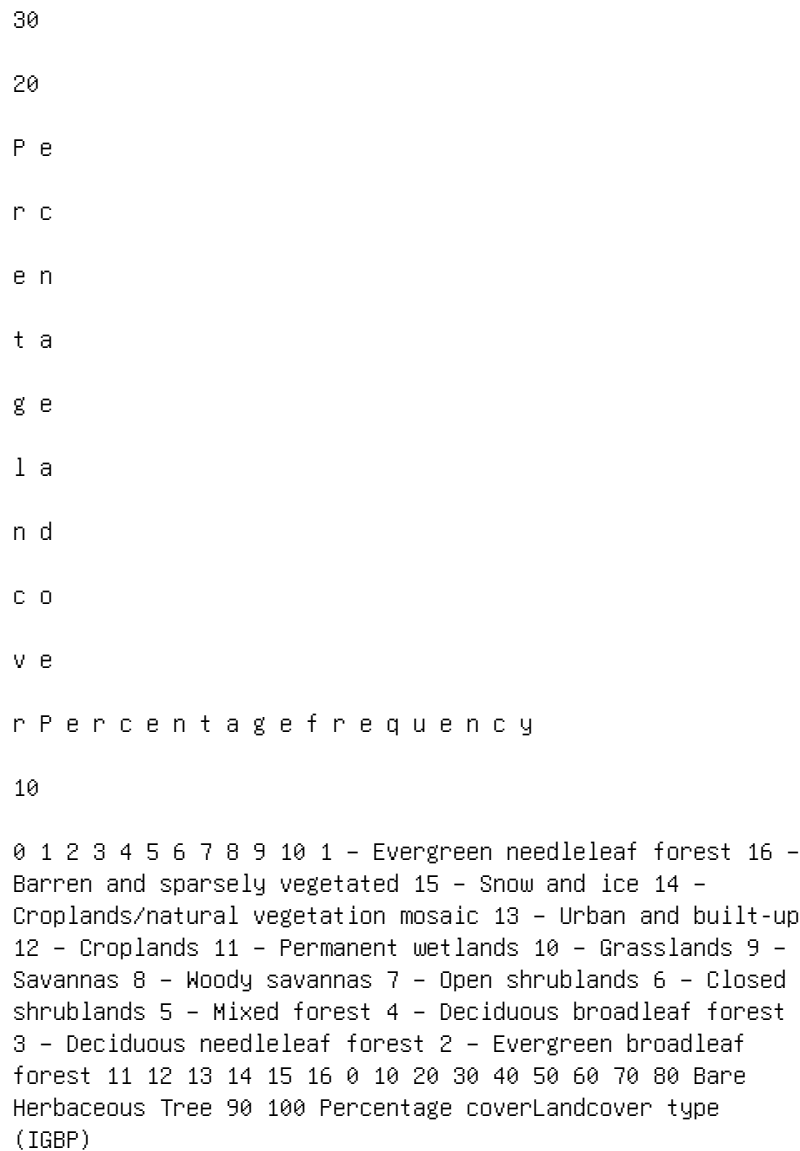 30
20
P e
r c
e n
t a
g e
l a
n d
c o
v e
r P e r c e n t a g e f r e q u e n c y
10
0 1 2 3 4 5 6 7 8 9 10 1 – Evergreen needleleaf forest 16 –
Barren and sparsely vegetated 15 – Snow and ice 14 –
Croplands/natural vegetation mosaic 13 – Urban and built-up
12 – Croplands 11 – Permanent wetlands 10 – Grasslands 9 –
Savannas 8 – Woody savannas 7 – Open shrublands 6 – Closed
shrublands 5 – Mixed forest 4 – Deciduous broadleaf forest
3 – Deciduous needleleaf forest 2 – Evergreen broadleaf
forest 11 12 13 14 15 16 0 10 20 30 40 50 60 70 80 Bare
Herbaceous Tree 90 100 Percentage coverLandcover type
(IGBP)